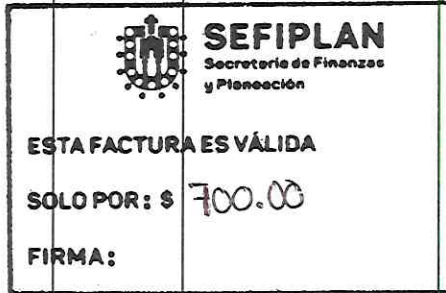 SEFIPLAN
Secretaría de Finanzas
y Planeación
ESTA FACTURA ES VÁLIDA
SOLO POR: $ 700.00
FIRMA: